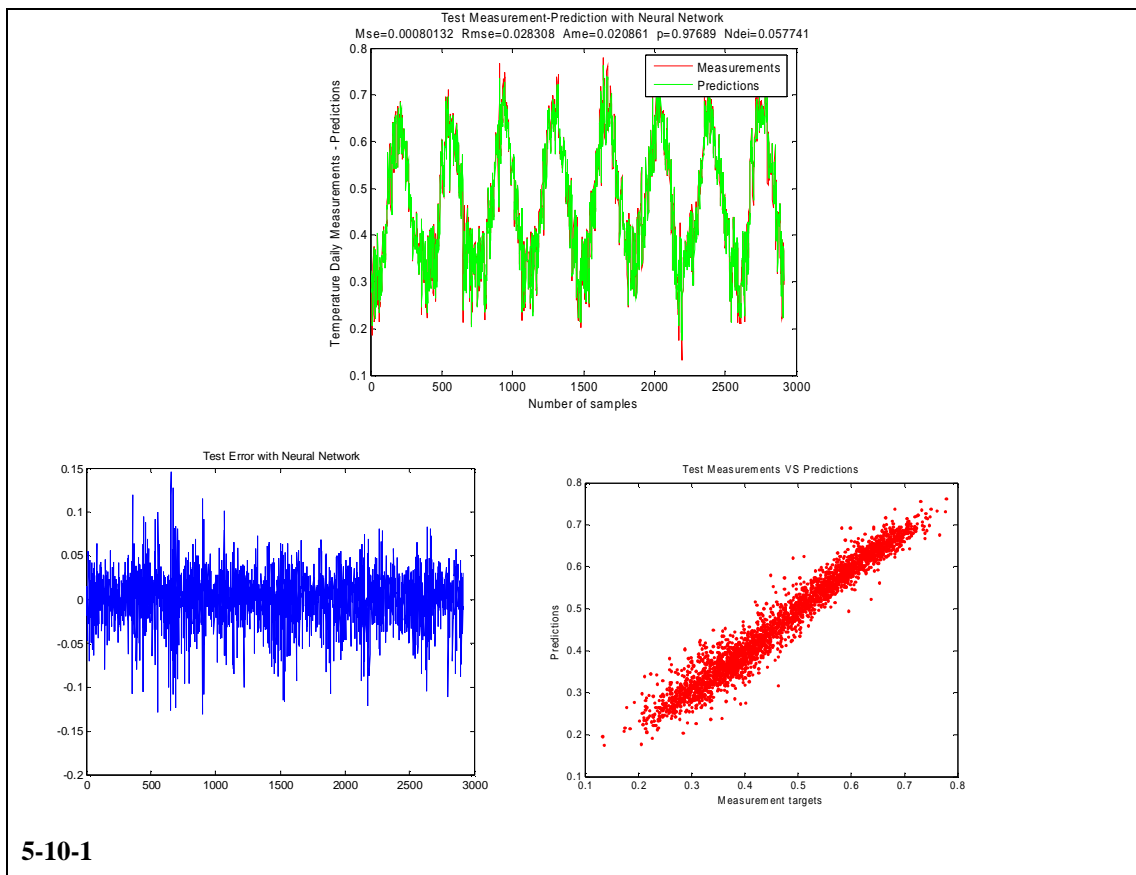 Test Measurement-Prediction with Neural Network
Mse=0.00080132 Rmse=0.028308 Ame=0.020861 p=0.97689 Ndei=0.057741
Measurements
Predictions
Temperature Daily Measurements - Predictions
0.8
0.7
0.6
0.5
0.4
0.3
0.2
0.1
0 500 1000 1500 2000 2500 3000
Number of samples
Test Error with Neural Network
0.15
0.1
0.05
0
-0.05
-0.1
-0.15
-0.2
0 500 1000 1500 2000 2500 3000
Test Measurements VS Predictions
Predictions
0.8
0.7
0.6
0.5
0.4
0.3
0.2
0.1
0.1 0.2 0.3 0.4 0.5 0.6 0.7 0.8
Measurement targets
5-10-1